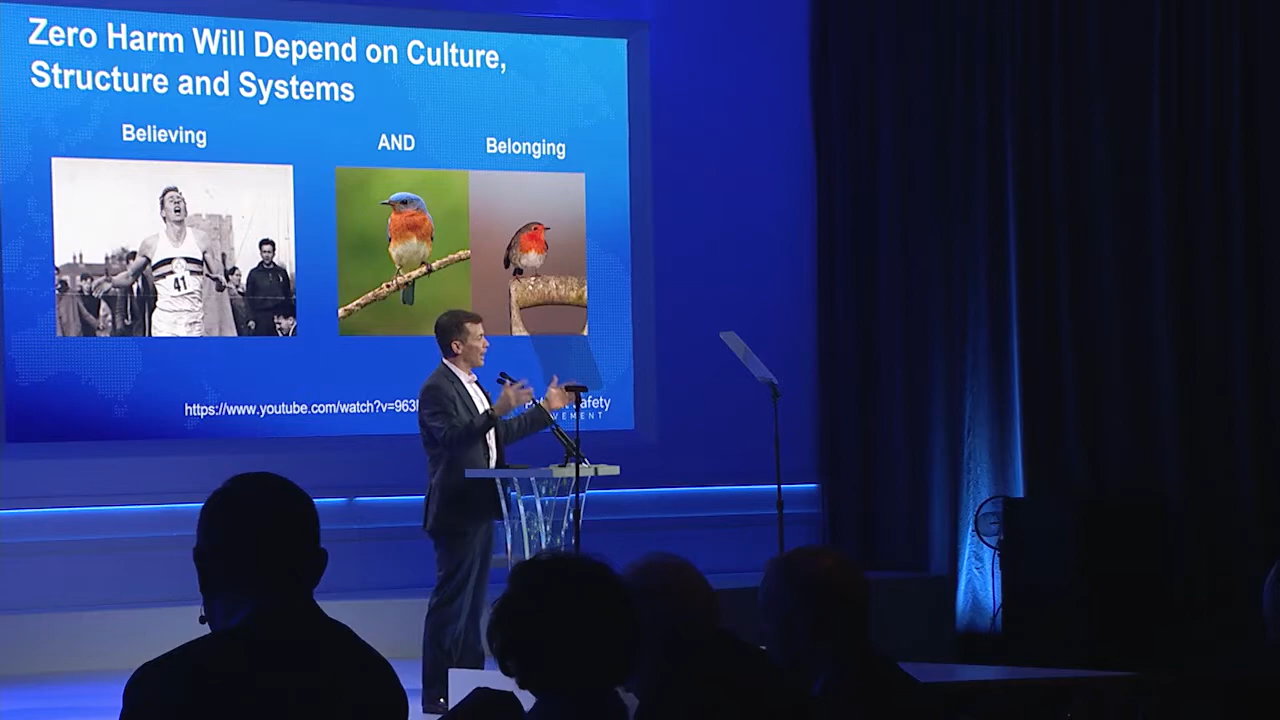 Zero Harm Will Depend on Culture,
Structure and Systems
Believing
AND
Belonging
41
https://www.youtube.com/watch?v=963